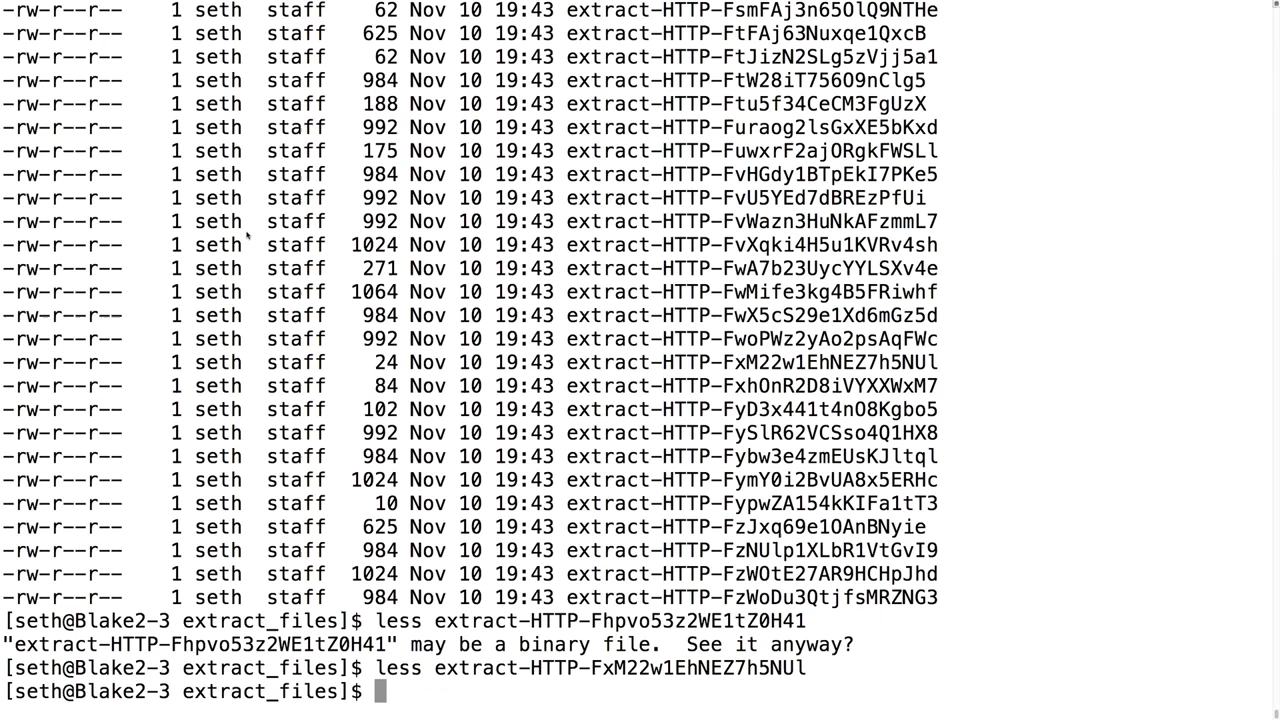 -rw-r--r-- 1 seth staff 62 Nov 10 19:43 extract-HTTP-FsmFAj3n65OlQ9NTHe
-rw-r--r-- 1 seth staff 625 Nov 10 19:43 extract-HTTP-FtFAj63Nuxqe1QxcB
-rw-r--r-- 1 seth staff 62 Nov 10 19:43 extract-HTTP-FtJizN2SLg5zVjj5a1
-rw-r--r-- 1 seth staff 984 Nov 10 19:43 extract-HTTP-FtW28iT756O9nClg5
-rw-r--r-- 1 seth staff 188 Nov 10 19:43 extract-HTTP-Ftu5f34CeCM3FgUzX
-rw-r--r-- 1 seth staff 992 Nov 10 19:43 extract-HTTP-Furaog2lsGxXE5bKxd
-rw-r--r-- 1 seth staff 175 Nov 10 19:43 extract-HTTP-FuwxrF2ajORgkFWSLl
-rw-r--r-- 1 seth staff 984 Nov 10 19:43 extract-HTTP-FvHGdy1BTpEkI7PKe5
-rw-r--r-- 1 seth staff 992 Nov 10 19:43 extract-HTTP-FvU5YEd7dBREzPfUi
-rw-r--r-- 1 seth staff 992 Nov 10 19:43 extract-HTTP-FvWazn3HuNkAFzmmL7
-rw-r--r-- 1 seth staff 1024 Nov 10 19:43 extract-HTTP-FvXqki4H5u1KVRv4sh
-rw-r--r-- 1 seth staff 271 Nov 10 19:43 extract-HTTP-FwA7b23UycYYLSXv4e
-rw-r--r-- 1 seth staff 1064 Nov 10 19:43 extract-HTTP-FwMife3kg4B5FRiwhf
-rw-r--r-- 1 seth staff 984 Nov 10 19:43 extract-HTTP-FwX5cS29e1Xd6mGz5d
-rw-r--r-- 1 seth staff 992 Nov 10 19:43 extract-HTTP-FwoPWz2yAo2psAqFWc
-rw-r--r-- 1 seth staff 24 Nov 10 19:43 extract-HTTP-FxM22w1EhNEZ7h5NUl
-rw-r--r-- 1 seth staff 84 Nov 10 19:43 extract-HTTP-FxhOnR2D8iVYXXWxM7
-rw-r--r-- 1 seth staff 102 Nov 10 19:43 extract-HTTP-FyD3x441t4nO8Kgbo5
-rw-r--r-- 1 seth staff 992 Nov 10 19:43 extract-HTTP-FySlR62VCSso4Q1HX8
-rw-r--r-- 1 seth staff 984 Nov 10 19:43 extract-HTTP-Fybw3e4zmEUsKJltql
-rw-r--r-- 1 seth staff 1024 Nov 10 19:43 extract-HTTP-FymY0i2BvUA8x5ERHc
-rw-r--r-- 1 seth staff 10 Nov 10 19:43 extract-HTTP-FypwZA154kKIFa1tT3
-rw-r--r-- 1 seth staff 625 Nov 10 19:43 extract-HTTP-FzJxq69e1OAnBNyie
-rw-r--r-- 1 seth staff 984 Nov 10 19:43 extract-HTTP-FzNUlp1XLbR1VtGvI9
-rw-r--r-- 1 seth staff 1024 Nov 10 19:43 extract-HTTP-FzWOtE27AR9HCHpJhd
-rw-r--r-- 1 seth staff 984 Nov 10 19:43 extract-HTTP-FzWoDu3QtjfsMRZNG3
[seth@Blake2-3 extract_files]$ less extract-HTTP-Fhpvo53z2WE1tZ0H41
"extract-HTTP-Fhpvo53z2WE1tZ0H41" may be a binary file.  See it anyway?
[seth@Blake2-3 extract_files]$ less extract-HTTP-FxM22w1EhNEZ7h5NUl
[seth@Blake2-3 extract_files]$